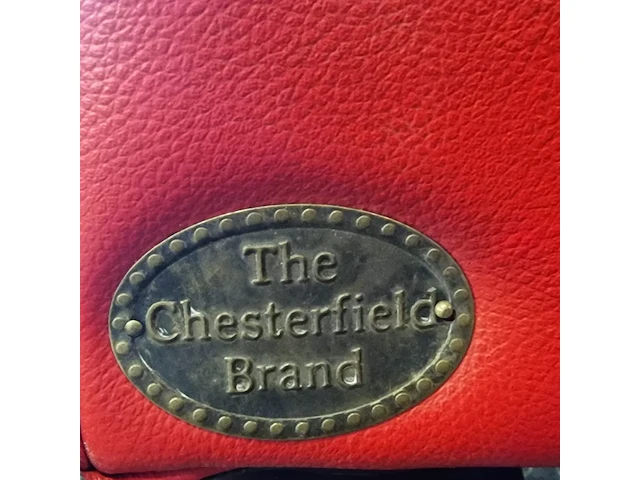 The
Chesterfield
Brand